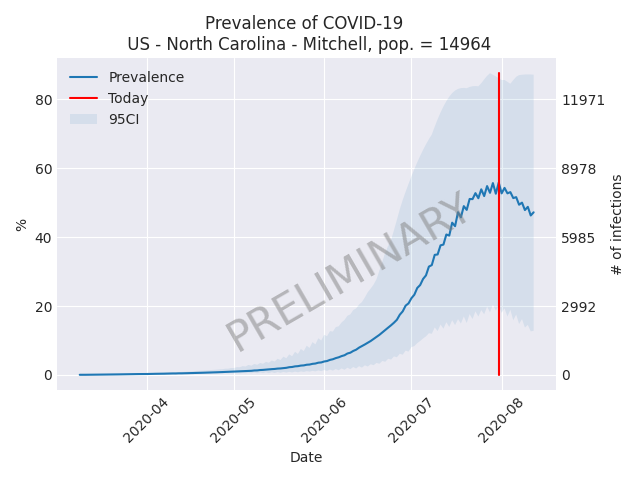 Prevalence of COVID-19
US - North Carolina - Mitchell, pop. = 14964
Prevalence
Today
95CI
80
60
40
20
0
%
11971
8978
5985
2992
0
# of infections
PRELIMINARY
2020-04
2020-05
2020-06
2020-07
2020-08
Date